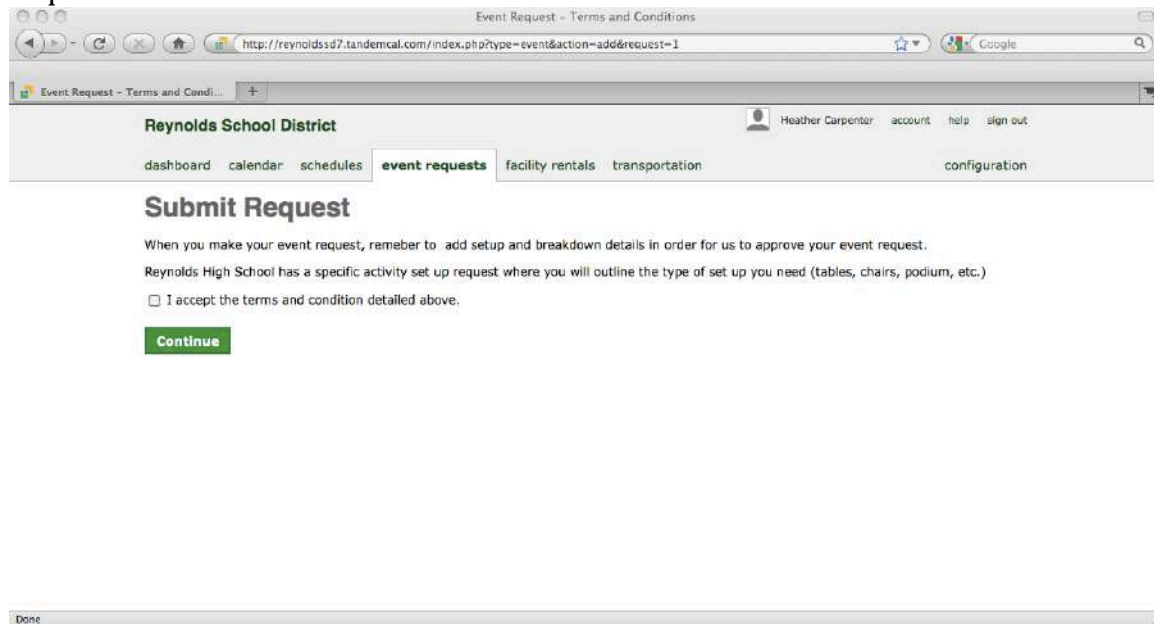 Event Request – Terms and Conditions
http://reynoldssd7.tandemcal.com/index.php?type=event&action=add&request=1
Google
Event Request – Terms and Condi...
+
Reynolds School District
Heather Carpenter account help sign out
dashboard calendar schedules event requests facility rentals transportation configuration
Submit Request
When you make your event request, remeber to add setup and breakdown details in order for us to approve your event request.
Reynolds High School has a specific activity set up request where you will outline the type of set up you need (tables, chairs, podium, etc.)
I accept the terms and condition detailed above.
Continue
Done